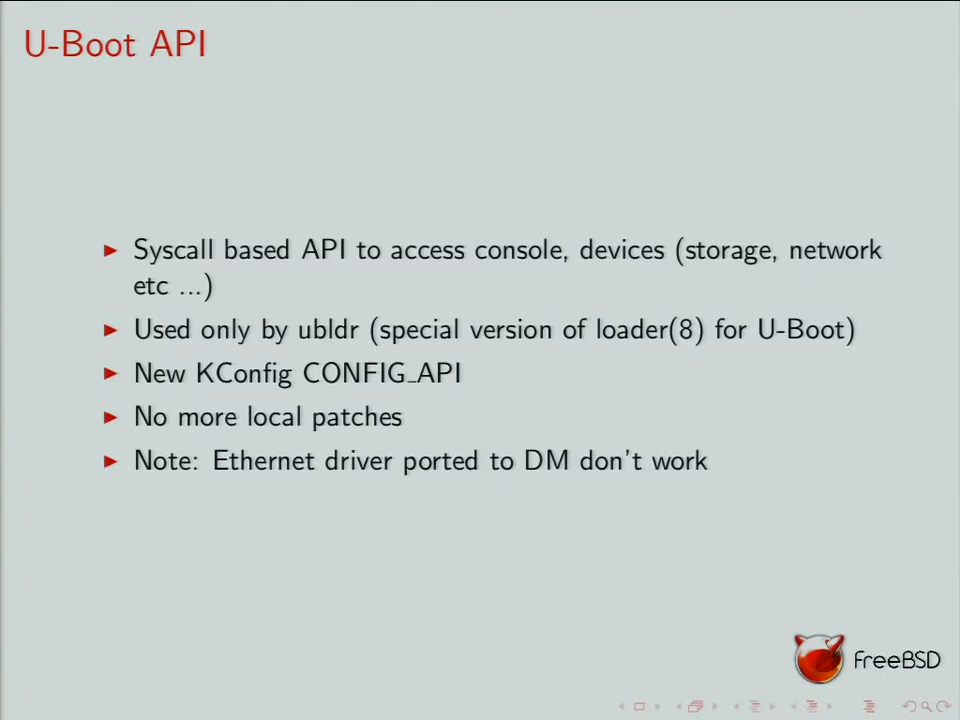 U-Boot API
Syscall based API to access console, devices (storage, network
etc ...)
Used only by ubldr (special version of loader(8) for U-Boot)
New KConfig CONFIG_API
No more local patches
Note: Ethernet driver ported to DM don't work
FreeBSD